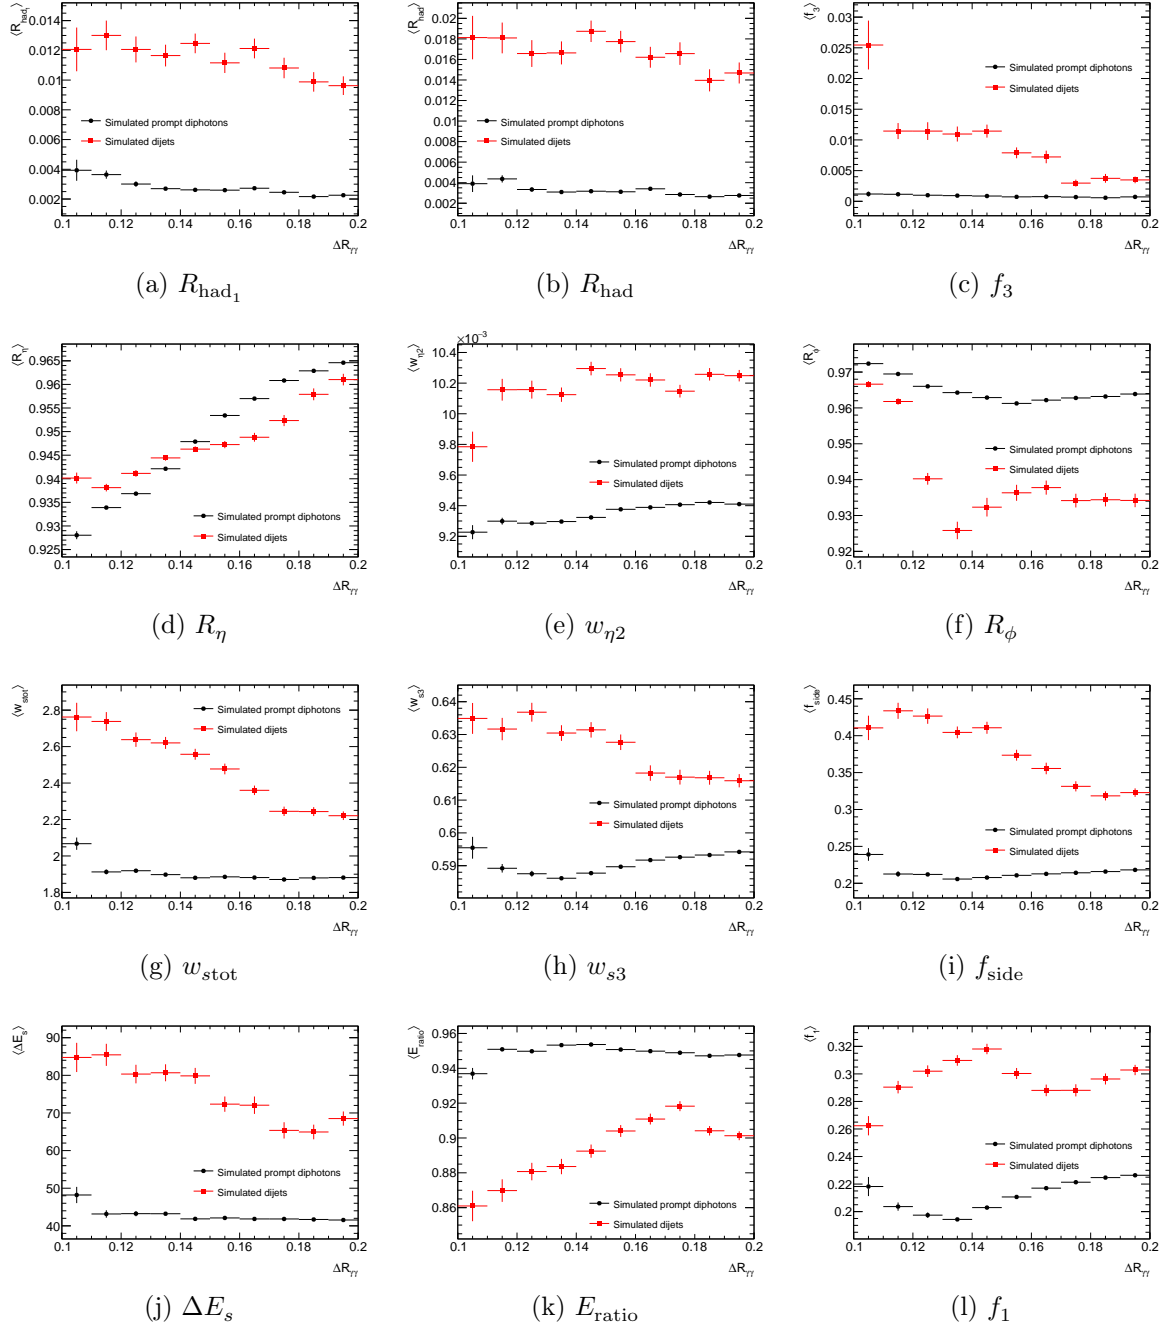 ⟨R_had₁⟩
0.014
0.012
0.01
0.008
0.006
0.004
0.002
Simulated prompt diphotons
Simulated dijets
0.1 0.12 0.14 0.16 0.18 0.2
ΔR_γγ
(a) R_had₁
⟨R_had⟩
0.02
0.018
0.016
0.014
0.012
0.01
0.008
0.006
0.004
0.002
Simulated prompt diphotons
Simulated dijets
0.1 0.12 0.14 0.16 0.18 0.2
ΔR_γγ
(b) R_had
⟨f_3⟩
0.03
0.025
0.02
0.015
0.01
0.005
0
Simulated prompt diphotons
Simulated dijets
0.1 0.12 0.14 0.16 0.18 0.2
ΔR_γγ
(c) f_3
⟨R_η⟩
0.965
0.96
0.955
0.95
0.945
0.94
0.935
0.93
0.925
Simulated prompt diphotons
Simulated dijets
0.1 0.12 0.14 0.16 0.18 0.2
ΔR_γγ
(d) R_η
⟨w_η2⟩
×10⁻³
10.4
10.2
10
9.8
9.6
9.4
9.2
Simulated prompt diphotons
Simulated dijets
0.1 0.12 0.14 0.16 0.18 0.2
ΔR_γγ
(e) w_η2
⟨R_ϕ⟩
0.97
0.96
0.95
0.94
0.93
0.92
Simulated prompt diphotons
Simulated dijets
0.1 0.12 0.14 0.16 0.18 0.2
ΔR_γγ
(f) R_ϕ
⟨w_stot⟩
2.8
2.6
2.4
2.2
2
1.8
Simulated prompt diphotons
Simulated dijets
0.1 0.12 0.14 0.16 0.18 0.2
ΔR_γγ
(g) w_stot
⟨w_s3⟩
0.64
0.63
0.62
0.61
0.6
0.59
Simulated prompt diphotons
Simulated dijets
0.1 0.12 0.14 0.16 0.18 0.2
ΔR_γγ
(h) w_s3
⟨f_side⟩
0.45
0.4
0.35
0.3
0.25
0.2
Simulated prompt diphotons
Simulated dijets
0.1 0.12 0.14 0.16 0.18 0.2
ΔR_γγ
(i) f_side
⟨ΔE_s⟩
90
80
70
60
50
40
Simulated prompt diphotons
Simulated dijets
0.1 0.12 0.14 0.16 0.18 0.2
ΔR_γγ
(j) ΔE_s
⟨E_ratio⟩
0.96
0.94
0.92
0.9
0.88
0.86
Simulated prompt diphotons
Simulated dijets
0.1 0.12 0.14 0.16 0.18 0.2
ΔR_γγ
(k) E_ratio
⟨f_1⟩
0.32
0.3
0.28
0.26
0.24
0.22
0.2
Simulated prompt diphotons
Simulated dijets
0.1 0.12 0.14 0.16 0.18 0.2
ΔR_γγ
(l) f_1